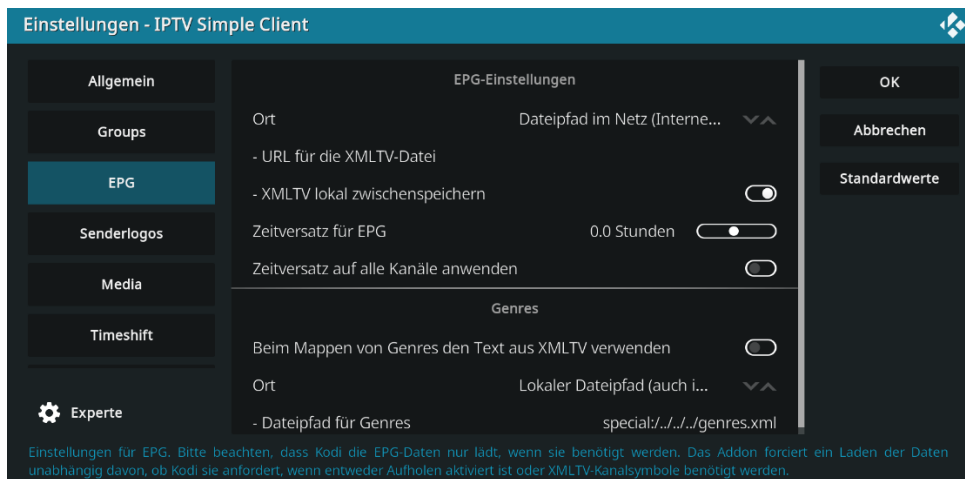 Einstellungen - IPTV Simple Client
Allgemein
Groups
EPG
Senderlogos
Media
Timeshift
Experte
EPG-Einstellungen
Ort Dateipfad im Netz (Interne...
- URL für die XMLTV-Datei
- XMLTV lokal zwischenspeichern
Zeitversatz für EPG 0.0 Stunden
Zeitversatz auf alle Kanäle anwenden
Genres
Beim Mappen von Genres den Text aus XMLTV verwenden
Ort Lokaler Dateipfad (auch i...
- Dateipfad für Genres special:/../../../genres.xml
OK
Abbrechen
Standardwerte
Einstellungen für EPG. Bitte beachten, dass Kodi die EPG-Daten nur lädt, wenn sie benötigt werden. Das Addon forciert ein Laden der Daten
unabhängig davon, ob Kodi sie anfordert, wenn entweder Aufholen aktiviert ist oder XMLTV-Kanalsymbole benötigt werden.